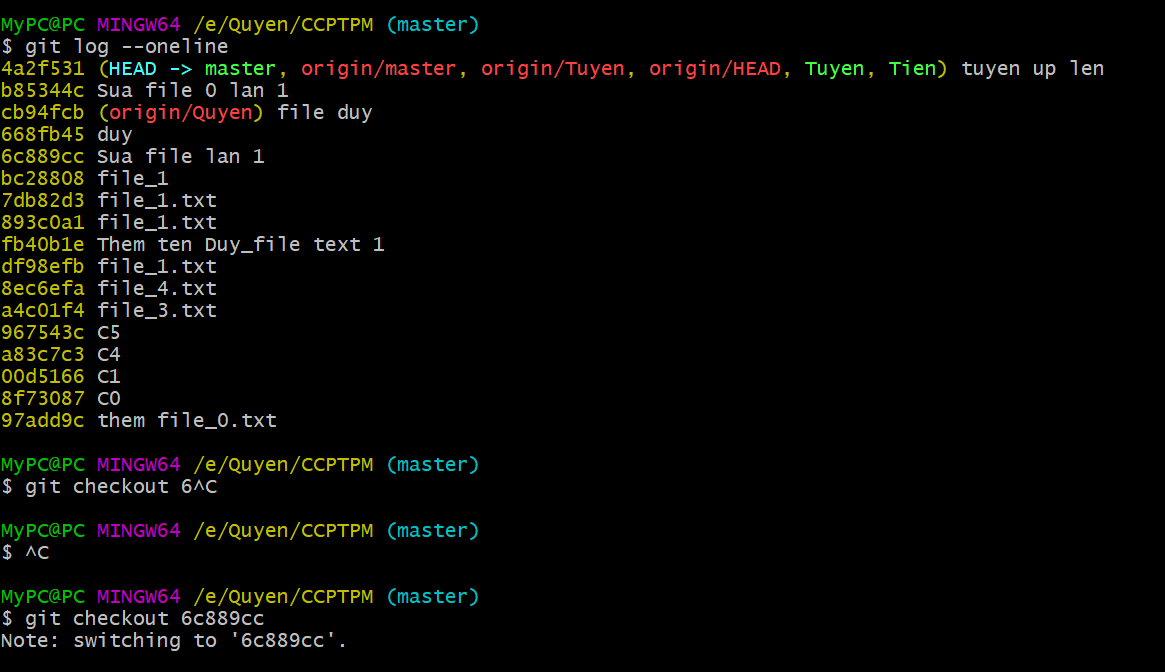 MyPC@PC MINGW64 /e/Quyen/CCPTPM (master)
$ git log --oneline
4a2f531 (HEAD -> master, origin/master, origin/Tuyen, origin/HEAD, Tuyen, Tien) tuyen up len
b85344c Sua file 0 lan 1
cb94fcb (origin/Quyen) file duy
668fb45 duy
6c889cc Sua file lan 1
bc28808 file_1
7db82d3 file_1.txt
893c0a1 file_1.txt
fb40b1e Them ten Duy_file text 1
df98efb file_1.txt
8ec6efa file_4.txt
a4c01f4 file_3.txt
967543c C5
a83c7c3 C4
00d5166 C1
8f73087 C0
97add9c them file_0.txt
MyPC@PC MINGW64 /e/Quyen/CCPTPM (master)
$ git checkout 6^C
MyPC@PC MINGW64 /e/Quyen/CCPTPM (master)
$ ^C
MyPC@PC MINGW64 /e/Quyen/CCPTPM (master)
$ git checkout 6c889cc
Note: switching to '6c889cc'.